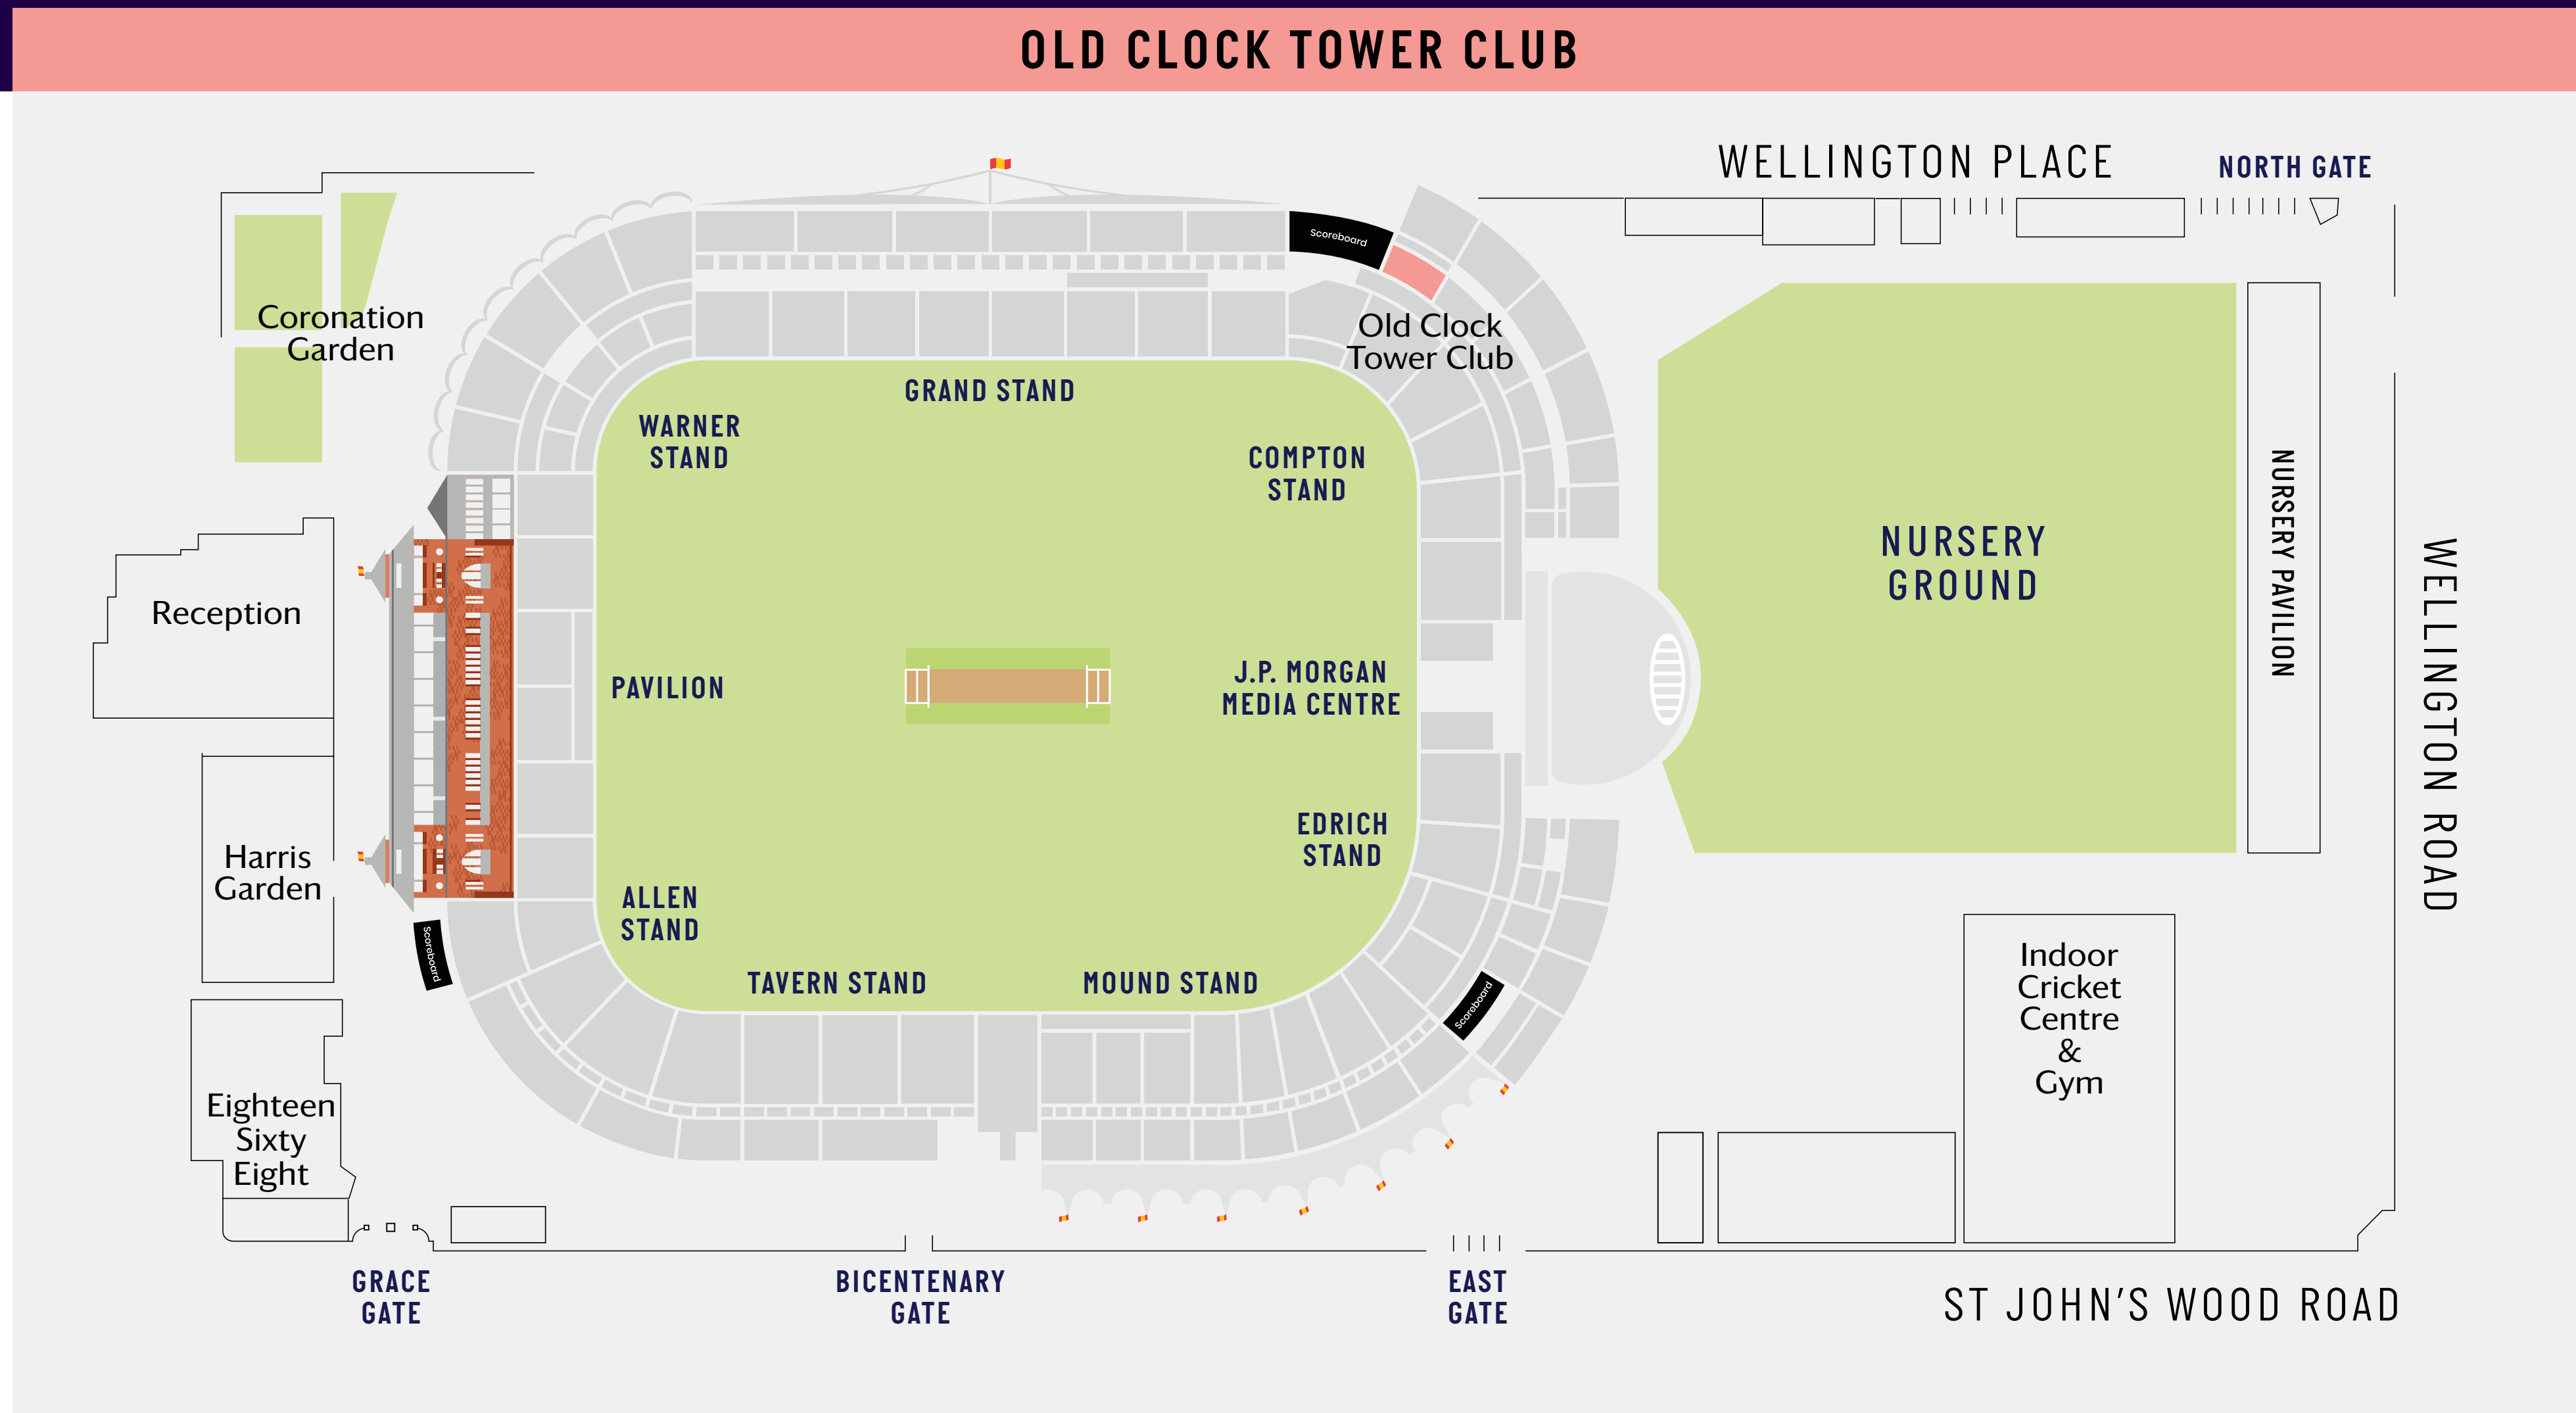 OLD CLOCK TOWER CLUB
WELLINGTON PLACE
NORTH GATE
Scoreboard
Coronation
Garden
Old Clock
Tower Club
GRAND STAND
WARNER
STAND
COMPTON
STAND
NURSERY
GROUND
NURSERY PAVILION
WELLINGTON ROAD
Reception
PAVILION
J.P. MORGAN
MEDIA CENTRE
EDRICH
STAND
Harris
Garden
ALLEN
STAND
Scoreboard
TAVERN STAND
MOUND STAND
Scoreboard
Indoor
Cricket
Centre
&
Gym
Eighteen
Sixty
Eight
GRACE
GATE
BICENTENARY
GATE
EAST
GATE
ST JOHN’S WOOD ROAD